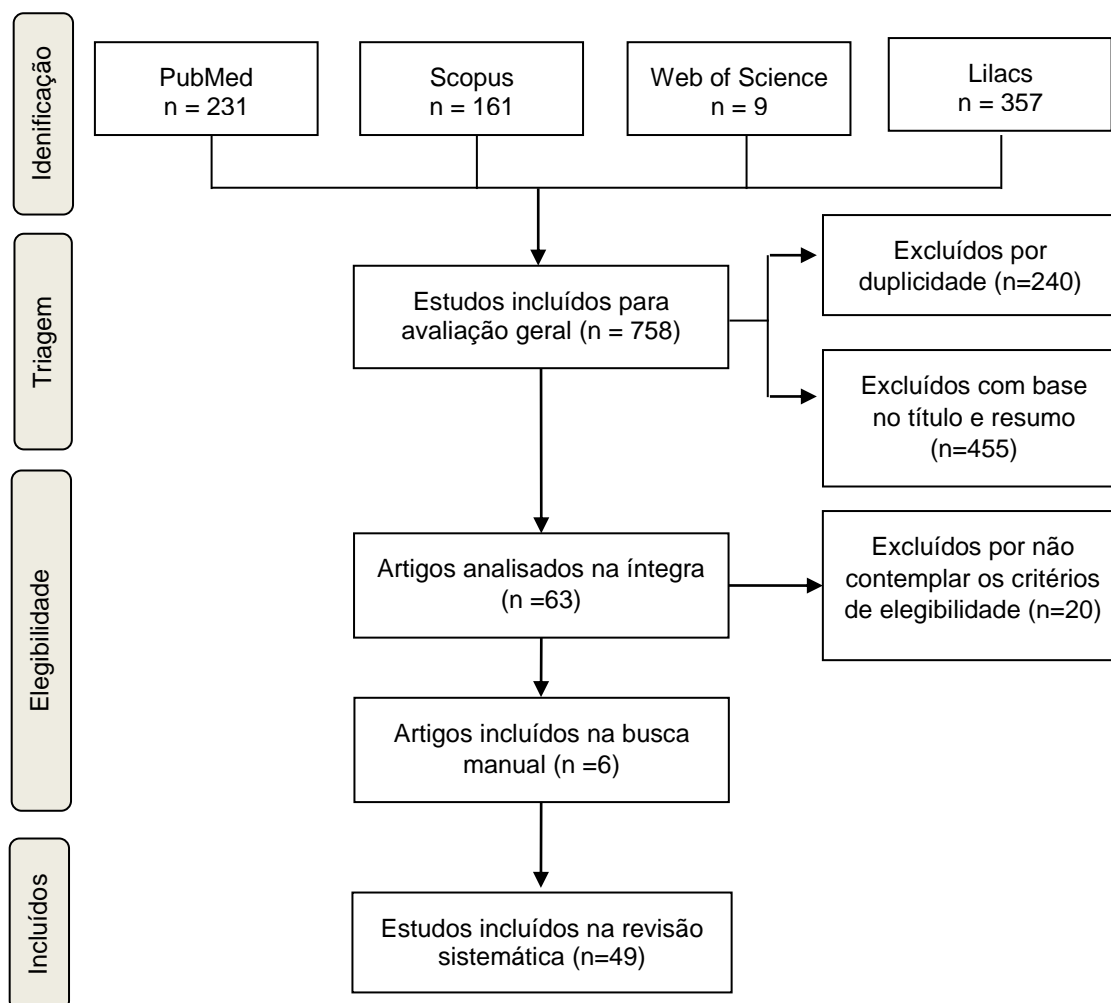 Idenificação
PubMed
n = 231
Scopus
n = 161
Web of Science
n = 9
Lilacs
n = 357
Triagem
Estudos incluídos para
avaliação geral (n = 758)
Excluídos por
duplicidade (n=240)
Excluídos com base
no título e resumo
(n=455)
Elegibilidade
Artigos analisados na íntegra
(n =63)
Excluídos por não
contemplar os critérios
de elegibilidade (n=20)
Artigos incluídos na busca
manual (n =6)
Incluídos
Estudos incluídos na revisão
sistemática (n=49)